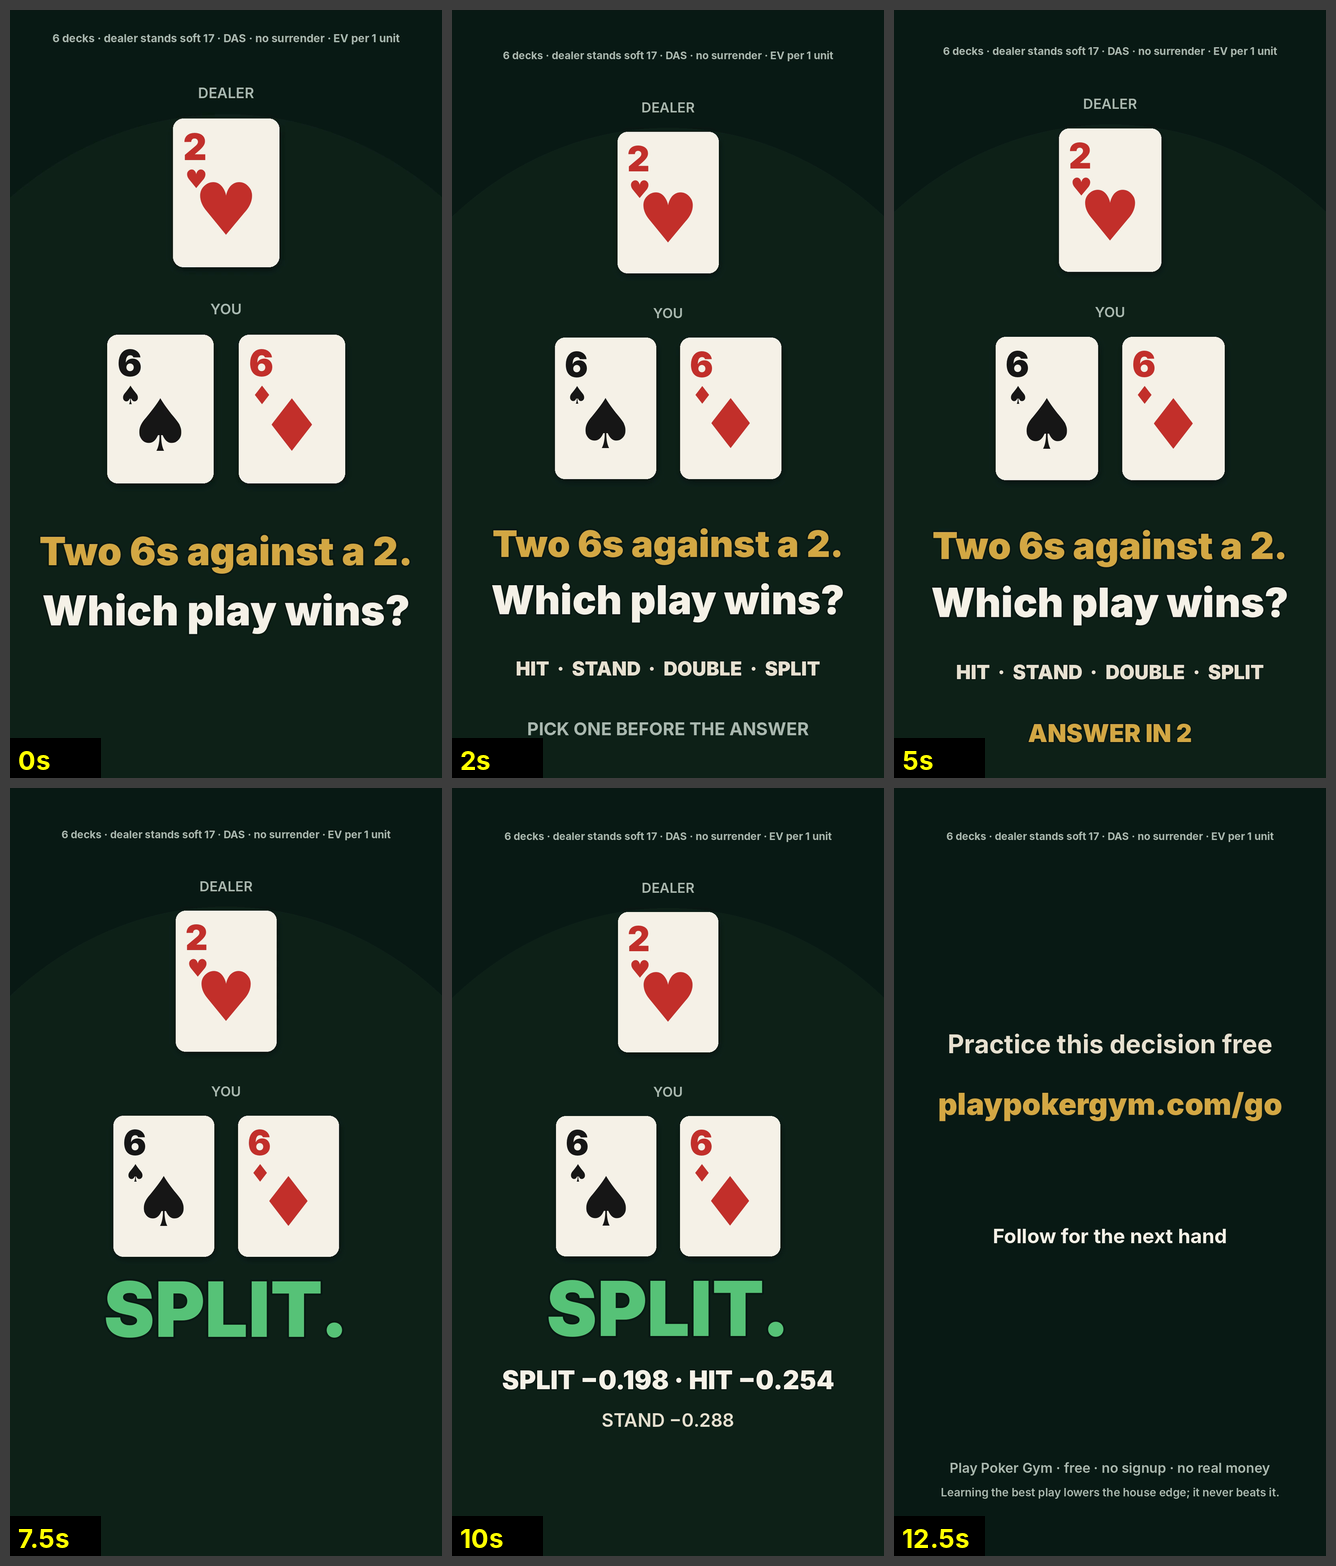 6 decks · dealer stands soft 17 · DAS · no surrender · EV per 1 unit
DEALER
2
YOU
6
6
Two 6s against a 2.
Which play wins?
0s
6 decks · dealer stands soft 17 · DAS · no surrender · EV per 1 unit
DEALER
2
YOU
6
6
Two 6s against a 2.
Which play wins?
HIT · STAND · DOUBLE · SPLIT
PICK ONE BEFORE THE ANSWER
2s
6 decks · dealer stands soft 17 · DAS · no surrender · EV per 1 unit
DEALER
2
YOU
6
6
Two 6s against a 2.
Which play wins?
HIT · STAND · DOUBLE · SPLIT
ANSWER IN 2
5s
6 decks · dealer stands soft 17 · DAS · no surrender · EV per 1 unit
DEALER
2
YOU
6
6
SPLIT.
7.5s
6 decks · dealer stands soft 17 · DAS · no surrender · EV per 1 unit
DEALER
2
YOU
6
6
SPLIT.
SPLIT −0.198 · HIT −0.254
STAND −0.288
10s
6 decks · dealer stands soft 17 · DAS · no surrender · EV per 1 unit
Practice this decision free
playpokergym.com/go
Follow for the next hand
Play Poker Gym · free · no signup · no real money
Learning the best play lowers the house edge; it never beats it.
12.5s